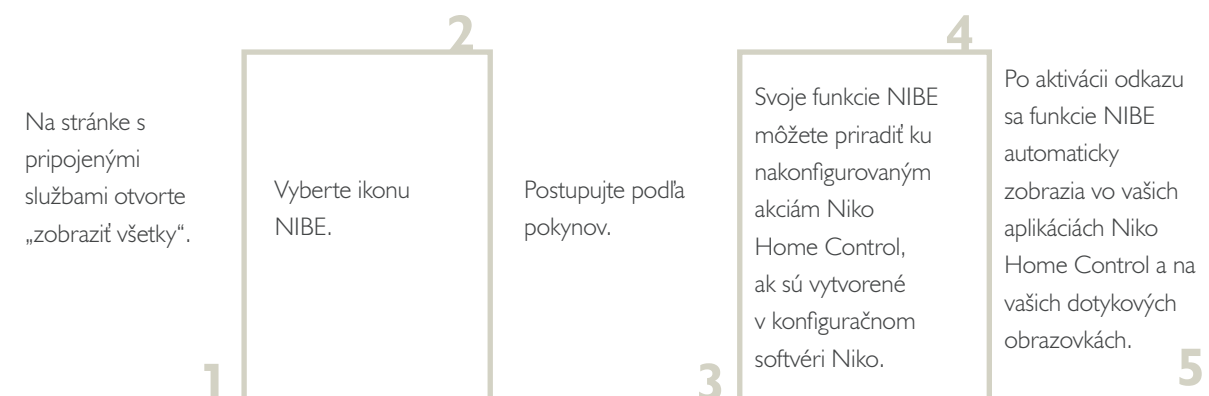 Na stránke s
pripojenými
službami otvorte
„zobraziť všetky“.
1
2
Vyberte ikonu
NIBE.
Postupujte podľa
pokynov.
3
4
Svoje funkcie NIBE
môžete priradiť ku
nakonfigurovaným
akciám Niko
Home Control,
ak sú vytvorené
v konfiguračnom
softvéri Niko.
Po aktivácii odkazu
sa funkcie NIBE
automaticky
zobrazia vo vašich
aplikáciách Niko
Home Control a na
vašich dotykových
obrazovkách.
5